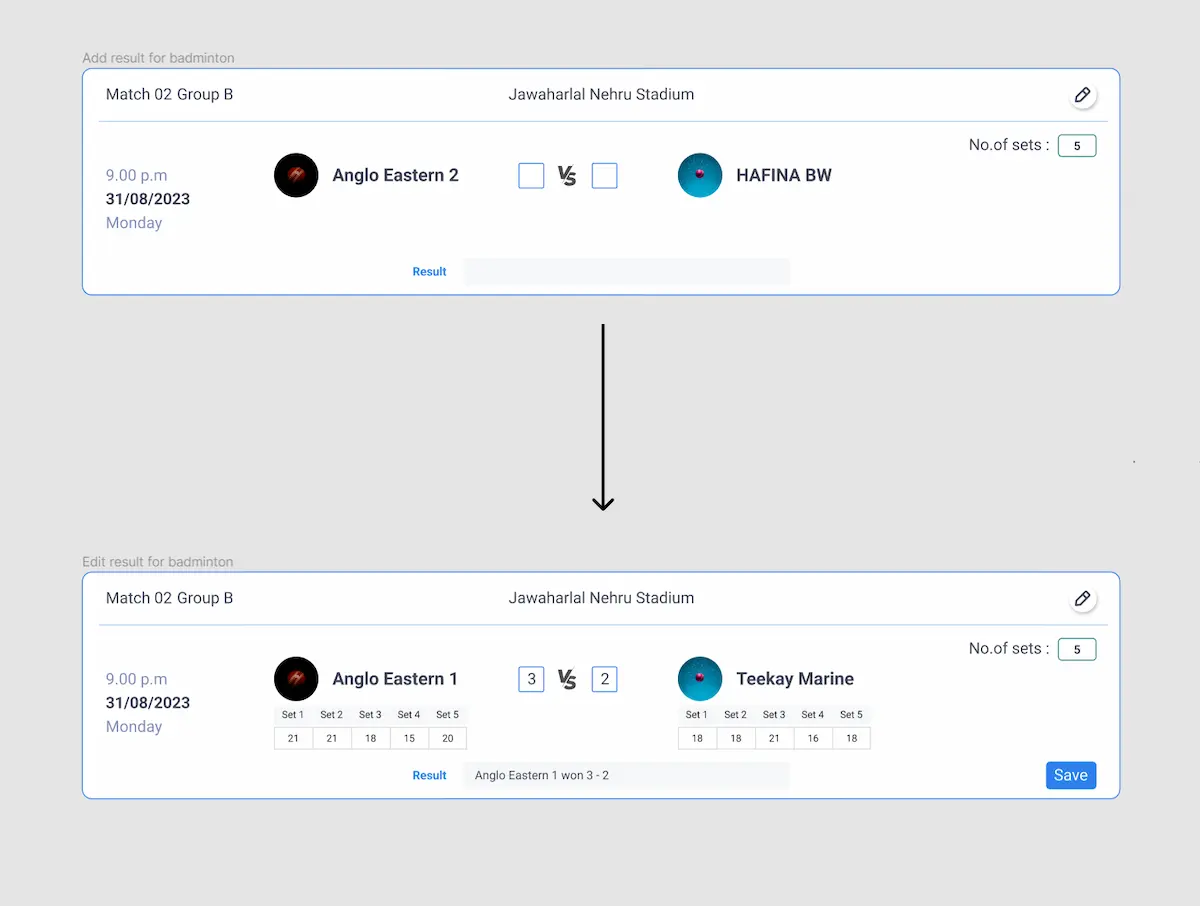 Add result for badminton
Match 02 Group B
Jawaharlal Nehru Stadium
No.of sets : 5
9.00 p.m
31/08/2023
Monday
Anglo Eastern 2
VS
HAFINA BW
Result
Edit result for badminton
Match 02 Group B
Jawaharlal Nehru Stadium
No.of sets : 5
9.00 p.m
31/08/2023
Monday
Anglo Eastern 1
3 VS 2
Teekay Marine
Set 1 Set 2 Set 3 Set 4 Set 5
21 21 18 15 20
Set 1 Set 2 Set 3 Set 4 Set 5
18 18 21 16 18
Result Anglo Eastern 1 won 3 - 2
Save